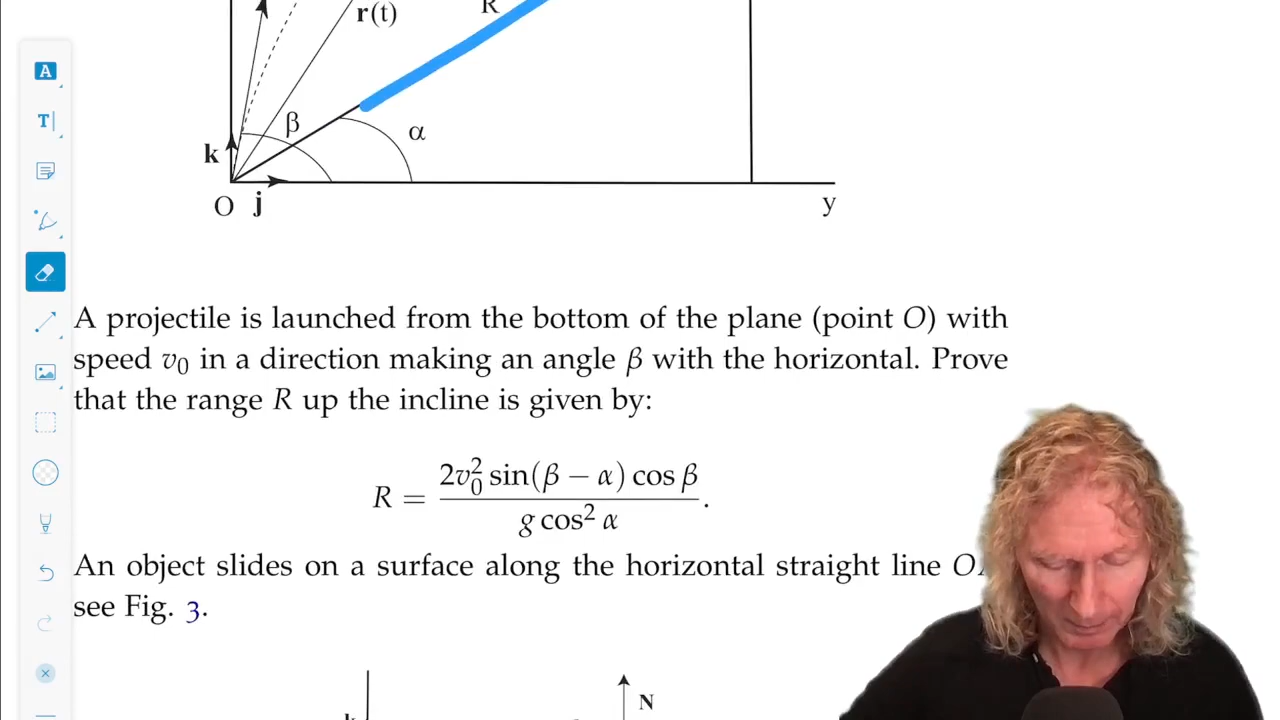 R
r(t)
β
α
k
O j
y
A
T|
A projectile is launched from the bottom of the plane (point O) with
speed v₀ in a direction making an angle β with the horizontal. Prove
that the range R up the incline is given by:
R = 2v₀² sin(β − α) cos β / g cos² α .
An object slides on a surface along the horizontal straight line
see Fig. 3.
N